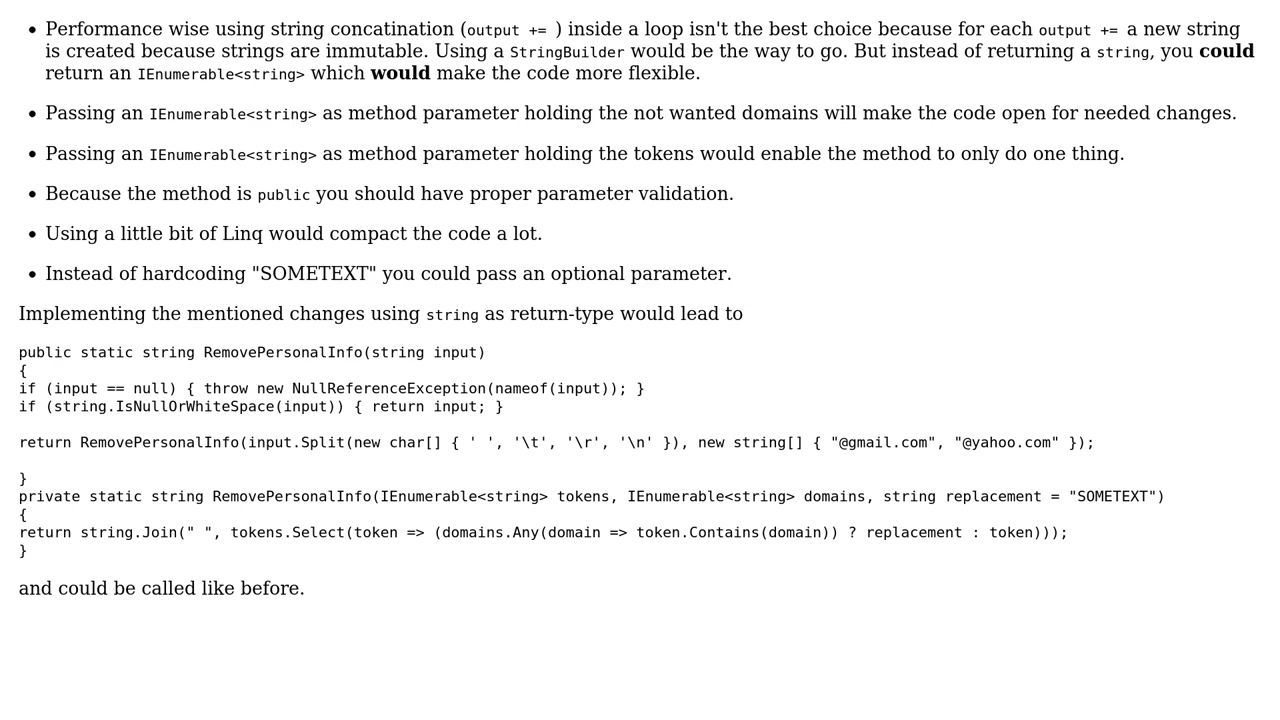 • Performance wise using string concatination (output += ) inside a loop isn't the best choice because for each output += a new string
is created because strings are immutable. Using a StringBuilder would be the way to go. But instead of returning a string, you could
return an IEnumerable<string> which would make the code more flexible.
• Passing an IEnumerable<string> as method parameter holding the not wanted domains will make the code open for needed changes.
• Passing an IEnumerable<string> as method parameter holding the tokens would enable the method to only do one thing.
• Because the method is public you should have proper parameter validation.
• Using a little bit of Linq would compact the code a lot.
• Instead of hardcoding "SOMETEXT" you could pass an optional parameter.
Implementing the mentioned changes using string as return-type would lead to
public static string RemovePersonalInfo(string input)
{
if (input == null) { throw new NullReferenceException(nameof(input)); }
if (string.IsNullOrWhiteSpace(input)) { return input; }
return RemovePersonalInfo(input.Split(new char[] { ' ', '\t', '\r', '\n' }), new string[] { "@gmail.com", "@yahoo.com" });
}
private static string RemovePersonalInfo(IEnumerable<string> tokens, IEnumerable<string> domains, string replacement = "SOMETEXT")
{
return string.Join(" ", tokens.Select(token => (domains.Any(domain => token.Contains(domain)) ? replacement : token)));
}
and could be called like before.